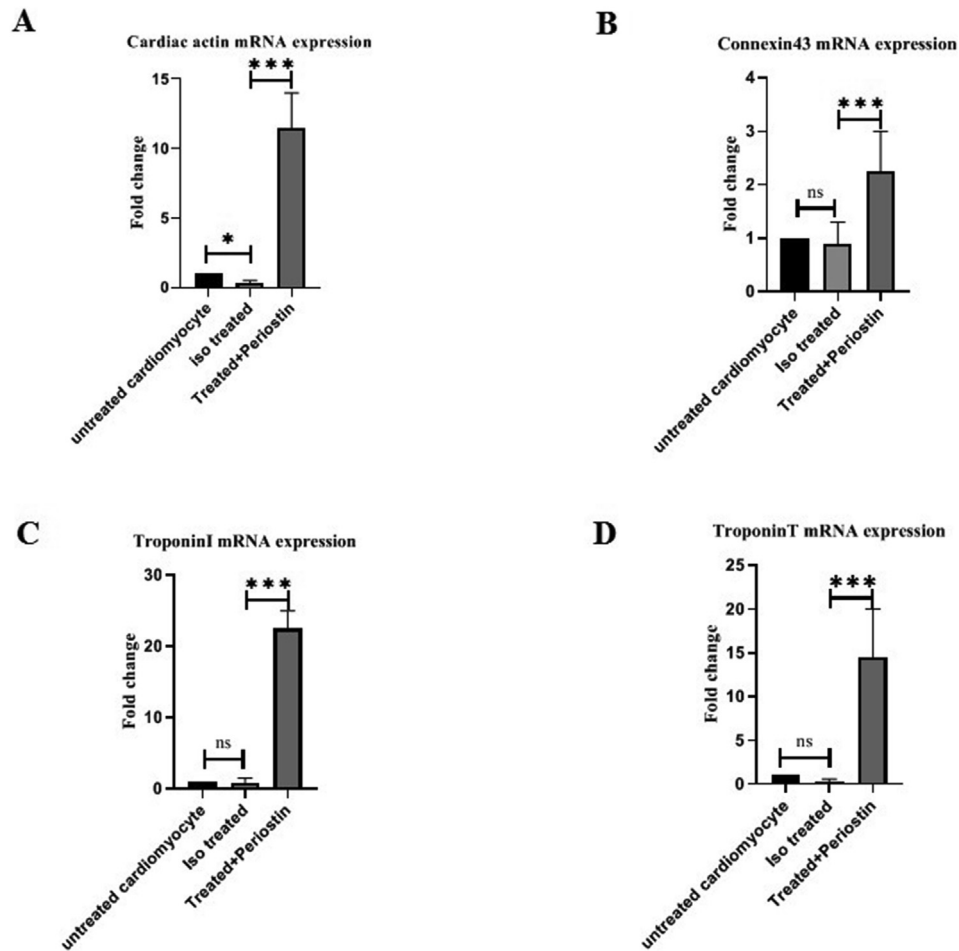 A
Cardiac actin mRNA expression
***
15
10
5
0
Fold change
*
untreated cardiomyocyte
iso treated
Treated+Periostin
B
Connexin43 mRNA expression
4
3
2
1
0
Fold change
***
ns
untreated cardiomyocyte
Iso treated
Treated+Periostin
C
TroponinI mRNA expression
30
20
10
0
Fold change
***
ns
untreated cardiomyocyte
Iso treated
Treated+Periostin
D
TroponinT mRNA expression
25
20
15
10
5
0
Fold change
***
ns
untreated cardiomyocyte
Iso treated
Treated+Periostin